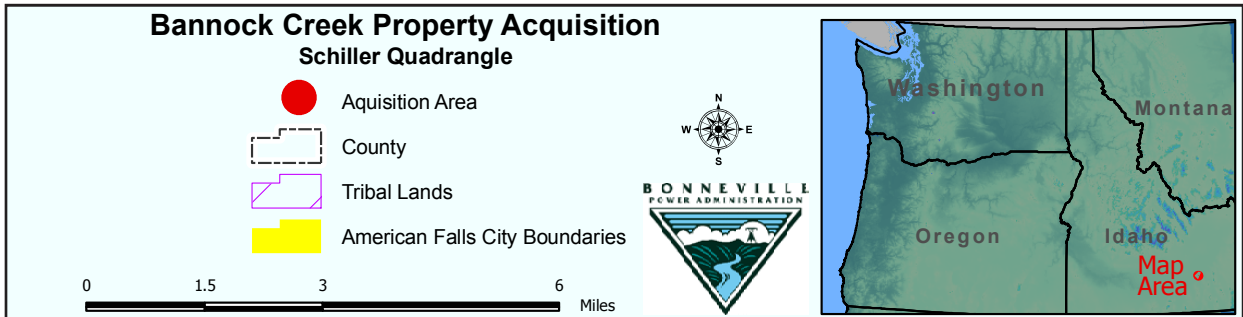 Bannock Creek Property Acquisition
Schiller Quadrangle
Aquisition Area
County
Tribal Lands
American Falls City Boundaries
0 1.5 3 6
Miles
N
W E
S
BONNEVILLE
POWER ADMINISTRATION
Washington
Montana
Oregon
Idaho
Map
Area